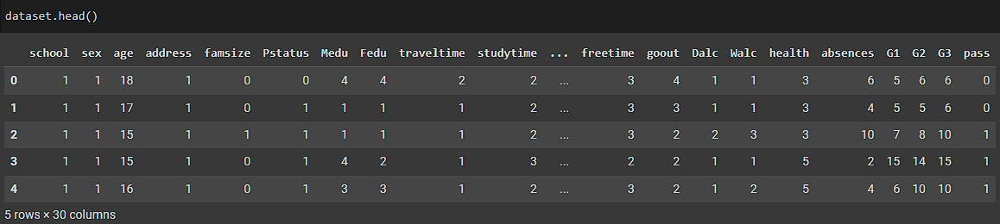 dataset.head()
school sex age address famsize Pstatus Medu Fedu traveltime studytime ... freetime goout Dalc Walc health absences G1 G2 G3 pass
0 1 1 18 1 0 0 4 4 2 2 ... 3 4 1 1 3 6 5 6 6 0
1 1 1 17 1 0 1 1 1 1 2 ... 3 3 1 1 3 4 5 5 6 0
2 1 1 15 1 1 1 1 1 1 2 ... 3 2 2 3 3 10 7 8 10 1
3 1 1 15 1 0 1 4 2 1 3 ... 2 2 1 1 5 2 15 14 15 1
4 1 1 16 1 0 1 3 3 1 2 ... 3 2 1 2 5 4 6 10 10 1
5 rows × 30 columns